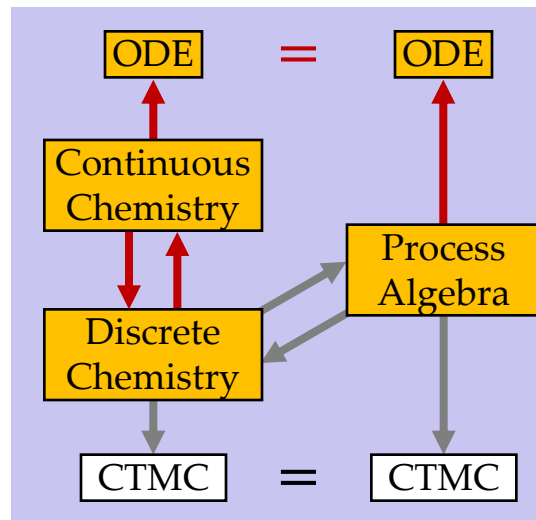 ODE = ODE
Continuous
Chemistry
Process
Algebra
Discrete
Chemistry
CTMC = CTMC